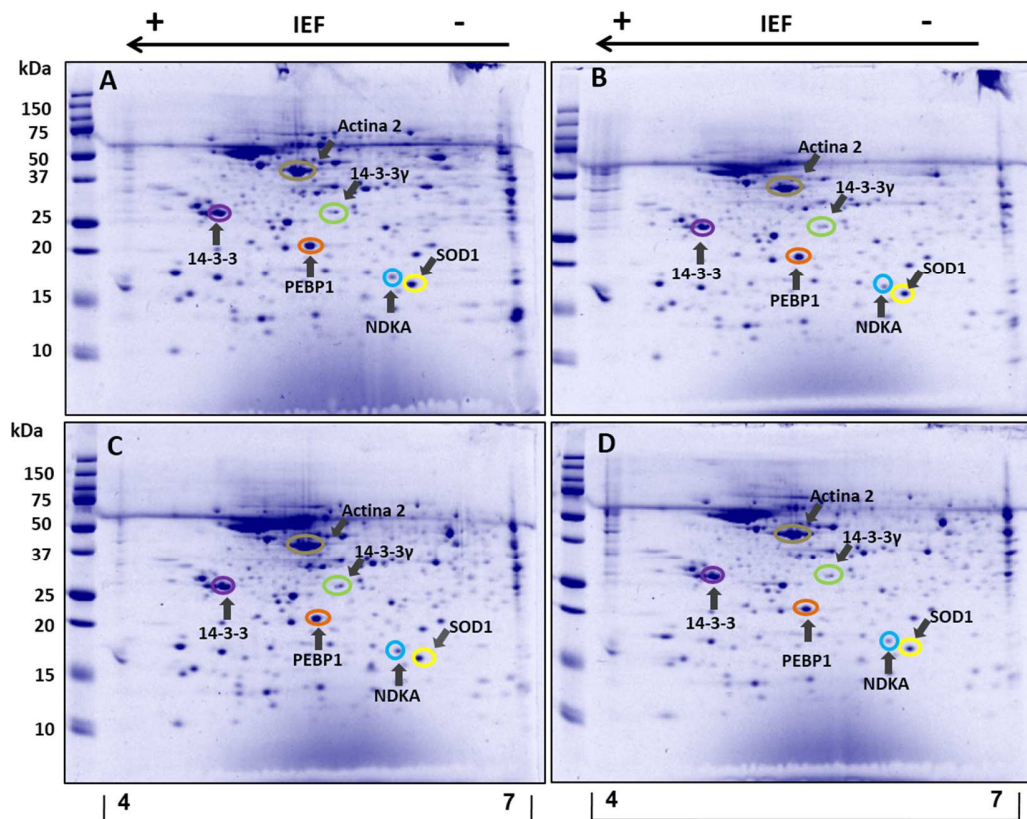 + IEF -
+ IEF -
kDa
150
75
50
37
25
20
15
10
A
Actina 2
14-3-3γ
14-3-3
PEBP1
SOD1
NDKA
B
Actina 2
14-3-3γ
14-3-3
PEBP1
SOD1
NDKA
kDa
150
75
50
37
25
20
15
10
C
Actina 2
14-3-3γ
14-3-3
PEBP1
SOD1
NDKA
D
Actina 2
14-3-3γ
14-3-3
PEBP1
SOD1
NDKA
4 7
4 7